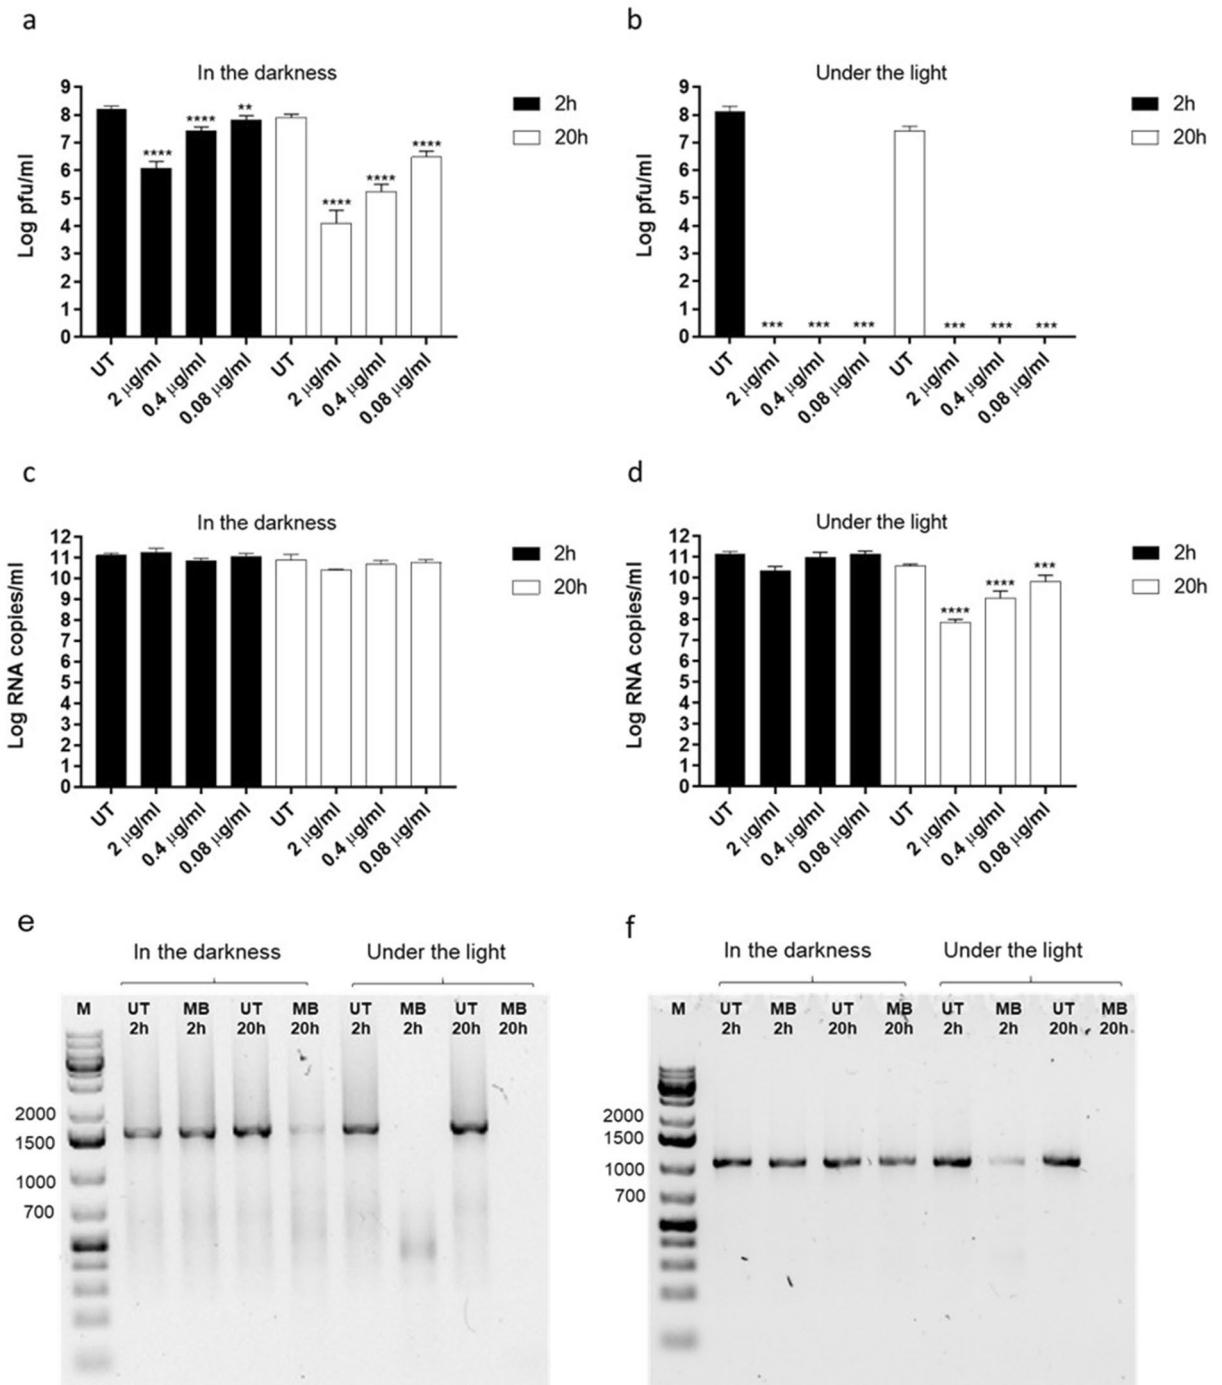 a
In the darkness
Log pfu/ml
9
8
7
6
5
4
3
2
1
0
**** **** ** **** **** ****
UT 2 µg/ml 0.4 µg/ml 0.08 µg/ml UT 2 µg/ml 0.4 µg/ml 0.08 µg/ml
2h
20h
b
Under the light
Log pfu/ml
9
8
7
6
5
4
3
2
1
0
*** *** *** *** *** ***
UT 2 µg/ml 0.4 µg/ml 0.08 µg/ml UT 2 µg/ml 0.4 µg/ml 0.08 µg/ml
2h
20h
c
In the darkness
Log RNA copies/ml
12
11
10
9
8
7
6
5
4
3
2
1
0
UT 2 µg/ml 0.4 µg/ml 0.08 µg/ml UT 2 µg/ml 0.4 µg/ml 0.08 µg/ml
2h
20h
d
Under the light
Log RNA copies/ml
12
11
10
9
8
7
6
5
4
3
2
1
0
**** **** ***
UT 2 µg/ml 0.4 µg/ml 0.08 µg/ml UT 2 µg/ml 0.4 µg/ml 0.08 µg/ml
2h
20h
e
In the darkness Under the light
M UT MB UT MB UT MB UT MB
2h 2h 20h 20h 2h 2h 20h 20h
2000
1500
1000
700
f
In the darkness Under the light
M UT MB UT MB UT MB UT MB
2h 2h 20h 20h 2h 2h 20h 20h
2000
1500
1000
700